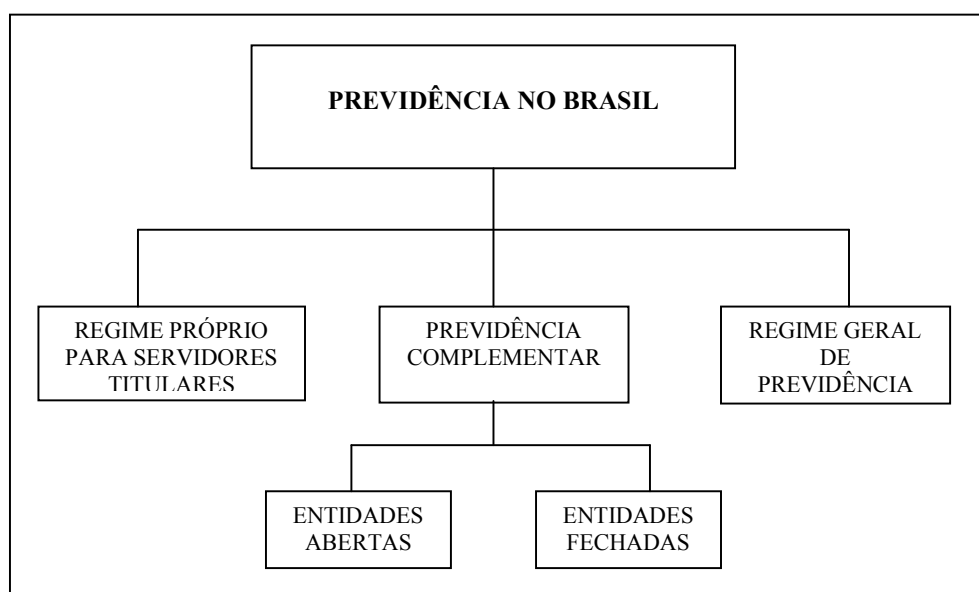 PREVIDÊNCIA NO BRASIL
REGIME PRÓPRIO
PARA SERVIDORES
TITULARES
PREVIDÊNCIA
COMPLEMENTAR
REGIME GERAL
DE
PREVIDÊNCIA
ENTIDADES
ABERTAS
ENTIDADES
FECHADAS